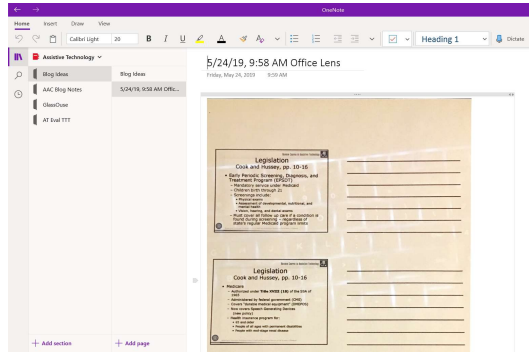 OneNote
Home Insert Draw View
Calibri Light 20 B I U A Heading 1 Dictate
Assistive Technology
Blog Ideas
AAC Blog Notes
GlassOuse
AT Eval TTT
Add section
Blog Ideas
5/24/19, 9:58 AM Offic...
Add page
5/24/19, 9:58 AM Office Lens
Friday, May 24, 2019 9:59 AM
Legislation
Cook and Hussey, pp. 10-16
• Early Periodic Screening, Diagnosis, and
Treatment Program (EPSDT)
– Mandatory service under Medicaid
– Children birth through 21
– Screenings include:
• Physical exams
• Assessment of developmental, nutritional, and
mental health
• Vision, hearing, and dental exams
– Must cover all follow up care if a condition is
found during screening – regardless of
state's regular Medicaid program limits
Legislation
Cook and Hussey, pp. 10-16
• Medicare
– Authorized under Title XVIII (18) of the SSA of
1965
– Administered by federal government (CMS)
– Covers "durable medical equipment" (DMEPOS)
– Now covers Speech Generating Devices
(see policy)
– Health insurance program for:
• 65 and older
• People of all ages with permanent disabilities
• People with end stage renal disease